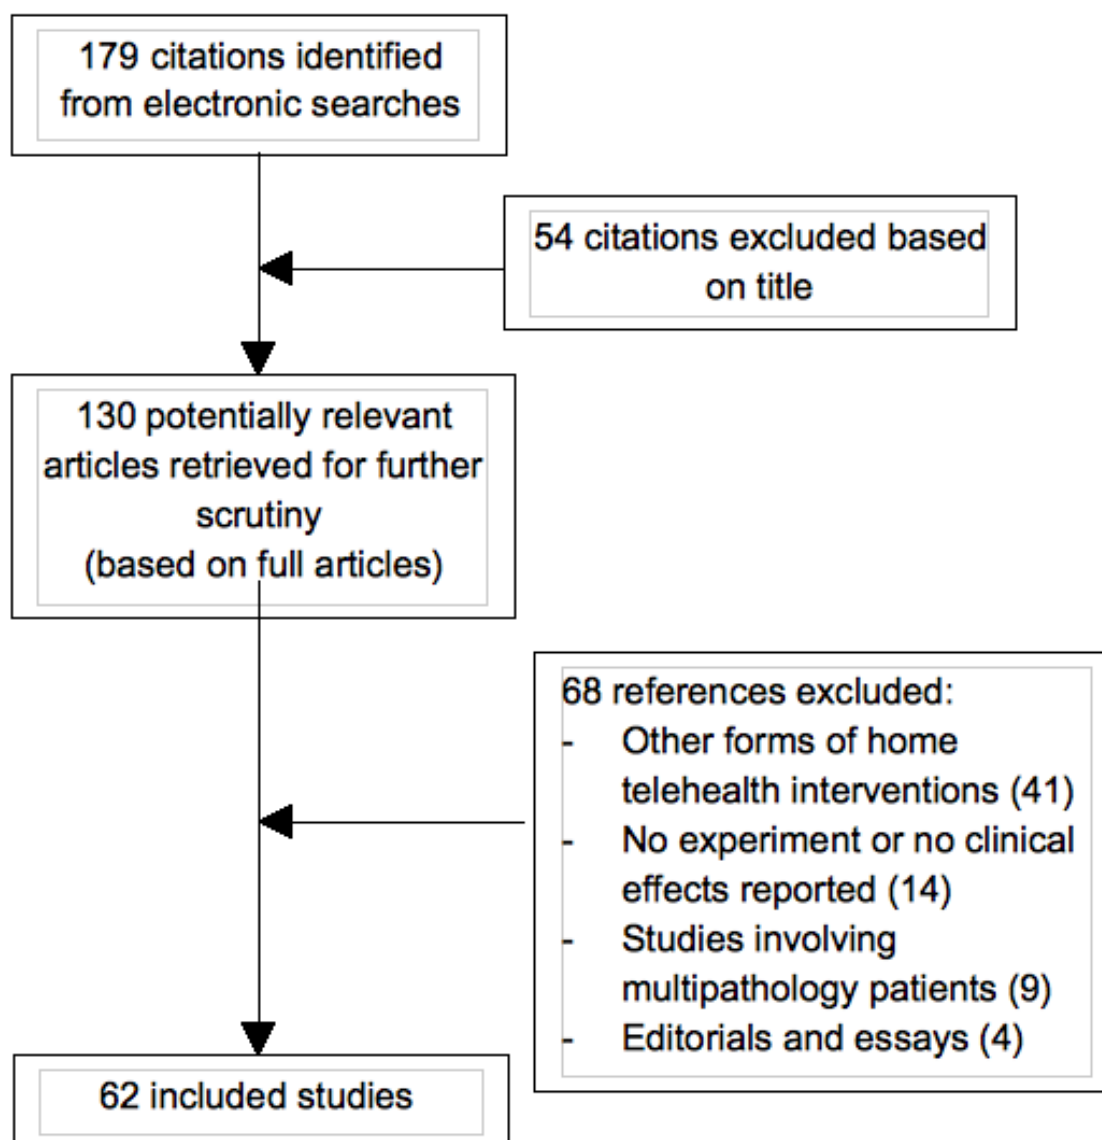 179 citations identified
from electronic searches
54 citations excluded based
on title
130 potentially relevant
articles retrieved for further
scrutiny
(based on full articles)
68 references excluded:
- Other forms of home
telehealth interventions (41)
- No experiment or no clinical
effects reported (14)
- Studies involving
multipathology patients (9)
- Editorials and essays (4)
62 included studies